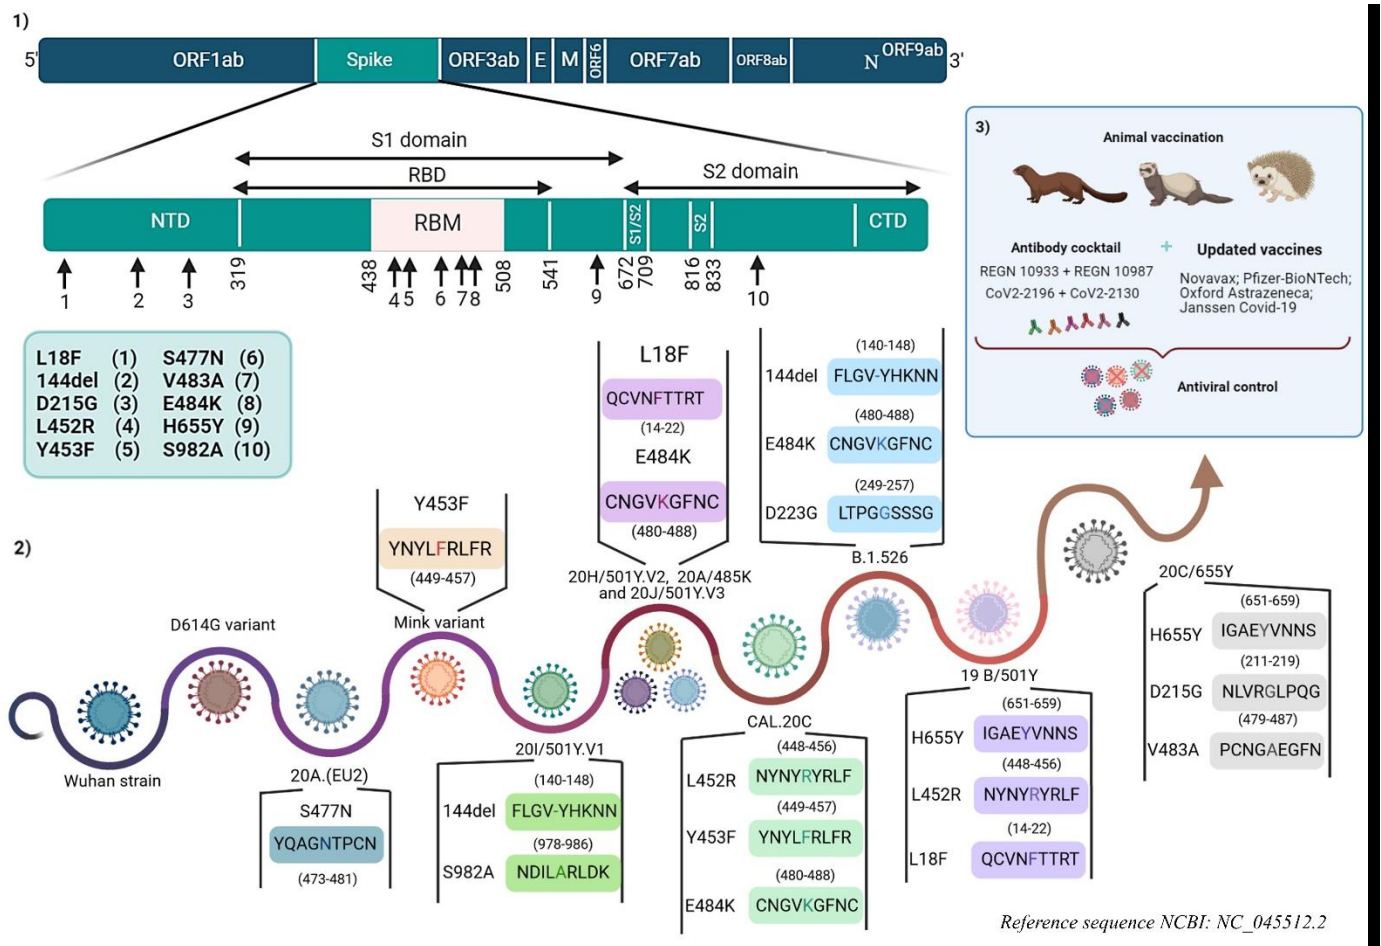 1)
5'
ORF1ab
Spike
ORF3ab
E
M
ORF6
ORF7ab
ORF8ab
N
ORF9ab
3'
S1 domain
RBD
S2 domain
NTD
RBM
S1/S2
S2
CTD
319
438
508
541
672
709
816
833
1
2
3
4
5
6
7
8
9
10
L18F (1) S477N (6)
144del (2) V483A (7)
D215G (3) E484K (8)
L452R (4) H655Y (9)
Y453F (5) S982A (10)
3)
Animal vaccination
Antibody cocktail
REGN 10933 + REGN 10987
CoV2-2196 + CoV2-2130
+
Updated vaccines
Novavax; Pfizer-BioNTech;
Oxford Astrazeneca;
Janssen Covid-19
Antiviral control
2)
Wuhan strain
D614G variant
20A.(EU2)
S477N
YQAGNTPCN
(473-481)
Y453F
YNYLFRLFR
(449-457)
Mink variant
20I/501Y.V1
(140-148)
144del FLGV-YHKNN
(978-986)
S982A NDILARLDK
L18F
QCVNFTTRT
(14-22)
E484K
CNGVKGFNC
(480-488)
20H/501Y.V2, 20A/485K
and 20J/501Y.V3
CAL.20C
(448-456)
L452R NYNYRYRLF
(449-457)
Y453F YNYLFRLFR
(480-488)
E484K CNGVKGFNC
(140-148)
144del FLGV-YHKNN
(480-488)
E484K CNGVKGFNC
(249-257)
D223G LTPGGSSSG
B.1.526
19 B/501Y
(651-659)
H655Y IGAEYVNNS
(448-456)
L452R NYNYRYRLF
(14-22)
L18F QCVNFTTRT
20C/655Y
(651-659)
H655Y IGAEYVNNS
(211-219)
D215G NLVRGLPQG
(479-487)
V483A PCNGAEGFN
Reference sequence NCBI: NC_045512.2